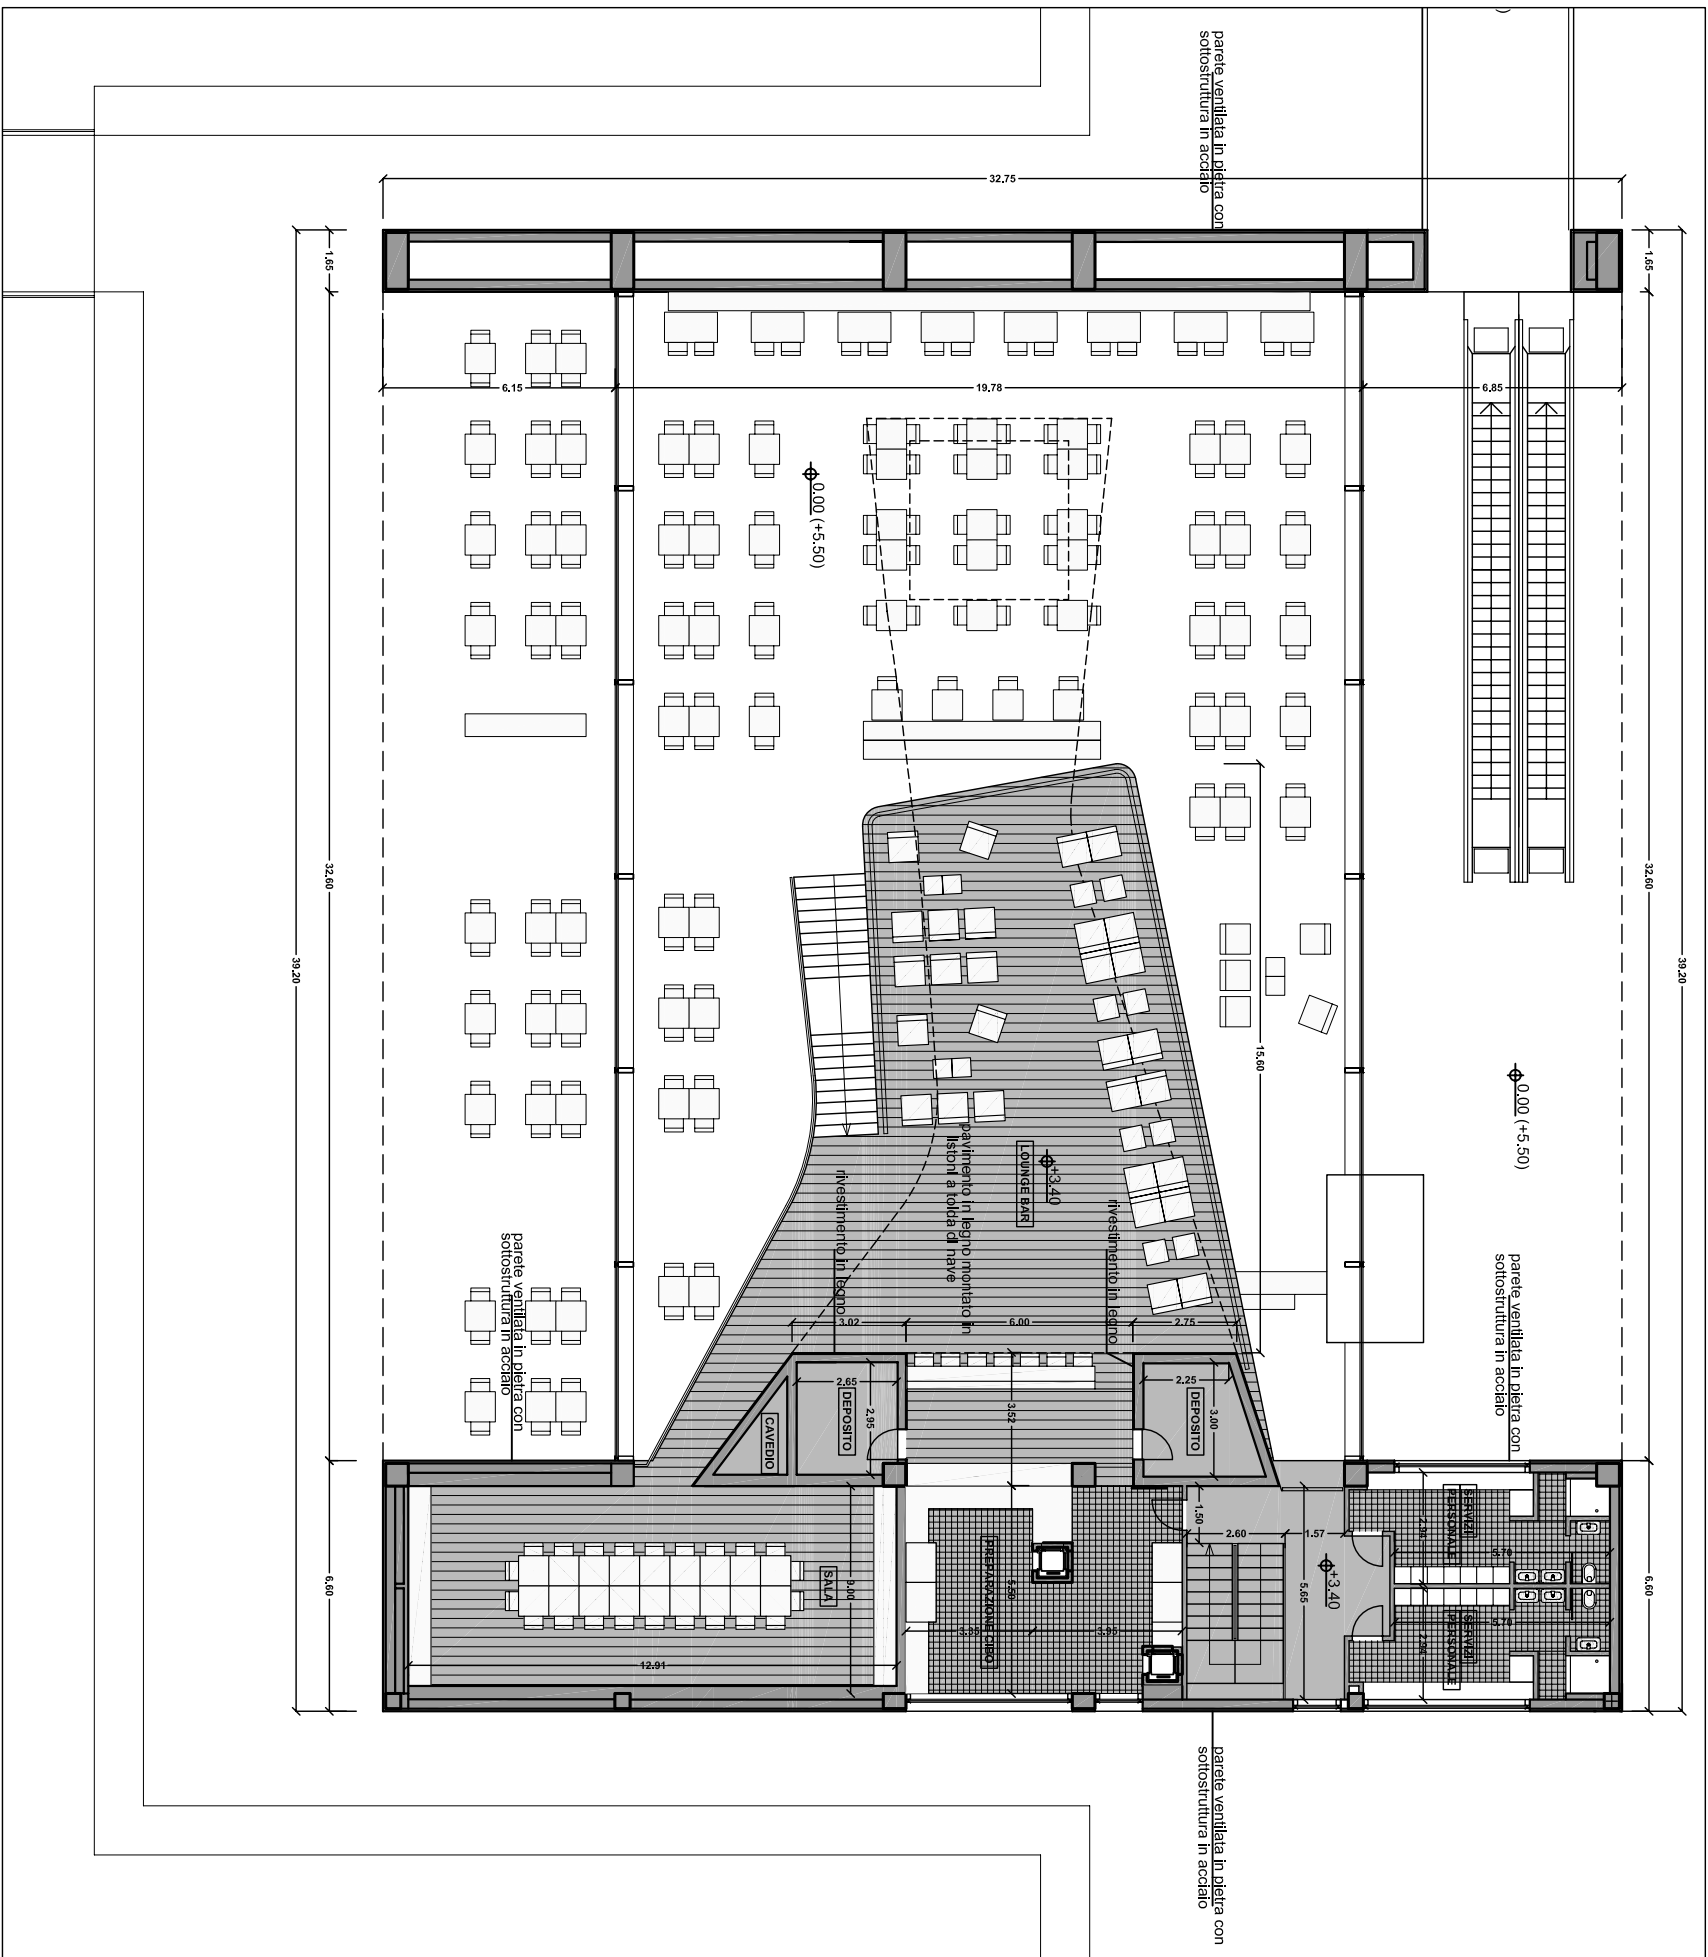 )
parete ventilata in pietra con
sottostruttura in acciaio
32.75
1.65
1.65
6.15
19.78
6.85
0.00 (+5.50)
32.60
39.20
32.60
39.20
15.60
0.00 (+5.50)
+3.40
LOUNGE BAR
pavimento in legno montato in
listoni a tolda di nave
rivestimento in legno
rivestimento in legno
parete ventilata in pietra con
sottostruttura in acciaio
parete ventilata in pietra con
sottostruttura in acciaio
3.02
6.00
2.75
2.65
2.95
DEPOSITO
CAVEDIO
3.52
2.25
3.00
DEPOSITO
1.50
2.60
1.57
5.65
+3.40
SERVIZI
PERSONALE
2.94
5.70
SERVIZI
PERSONALE
2.94
5.70
6.60
6.60
SALA
9.00
12.91
PREPARAZIONE CIBO
5.50
3.35
3.95
parete ventilata in pietra con
sottostruttura in acciaio